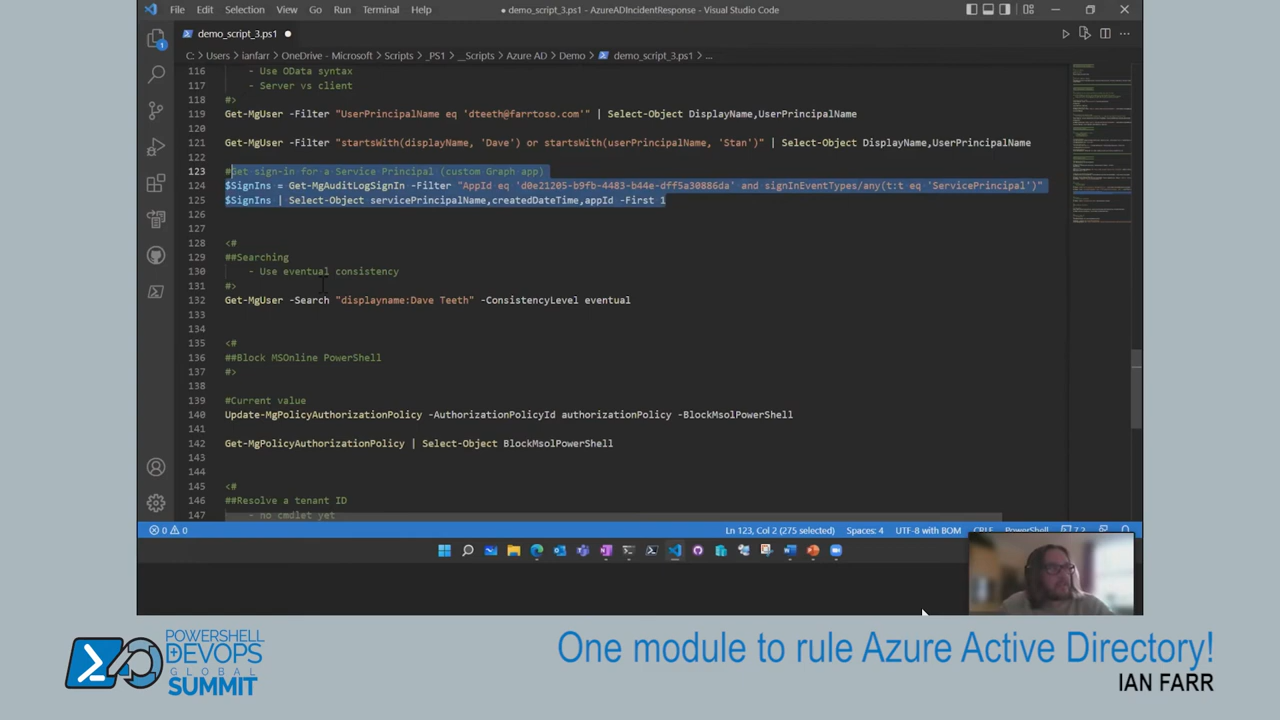 File Edit Selection View Go Run Terminal Help
● demo_script_3.ps1 - AzureADIncidentResponse - Visual Studio Code
demo_script_3.ps1 ●
C: > Users > ianfarr > OneDrive - Microsoft > Scripts > _PS1 > __Scripts > Azure AD > Demo > demo_script_3.ps1 > ...
116 - Use OData syntax
117 - Server vs client
118 #>
119 Get-MgUser -Filter "UserPrincipalName eq 'dteeth@farrtosc.com'" | Select-Object DisplayName,UserPrincipalName
120
121 Get-MgUser -Filter "startsWith(displayName, 'Dave') or startsWith(userPrincipalName, 'Stan')" | Select-Object DisplayName,UserPrincipalName
122
123 #Get sign-in for a Service Principal (custom Graph app)
124 $SignIns = Get-MgAuditLogSignIn -Filter "AppId eq 'd0e21205-b9fb-4483-b44e-dff5a30886da' and signInEventTypes/any(t:t eq 'ServicePrincipal')"
125 $SignIns | Select-Object servicePrincipalName,createdDateTime,appId -First 1
126
127
128 <#
129 ##Searching
130 - Use eventual consistency
131 #>
132 Get-MgUser -Search "displayname:Dave Teeth" -ConsistencyLevel eventual
133
134
135 <#
136 ##Block MSOnline PowerShell
137 #>
138
139 #Current value
140 Update-MgPolicyAuthorizationPolicy -AuthorizationPolicyId authorizationPolicy -BlockMsolPowerShell
141
142 Get-MgPolicyAuthorizationPolicy | Select-Object BlockMsolPowerShell
143
144
145 <#
146 ##Resolve a tenant ID
147 - no cmdlet yet
0 0 Ln 123, Col 2 (275 selected) Spaces: 4 UTF-8 with BOM CRLF PowerShell 7.2
POWERSHELL
+ DEVOPS
GLOBAL
SUMMIT
One module to rule Azure Active Directory!
IAN FARR